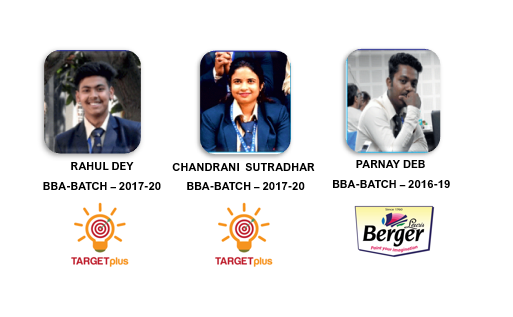 RAHUL DEY
BBA-BATCH – 2017-20
TARGETplus
CHANDRANI SUTRADHAR
BBA-BATCH – 2017-20
TARGETplus
PARNAY DEB
BBA-BATCH – 2016-19
Lewis
Berger
Paint your imagination